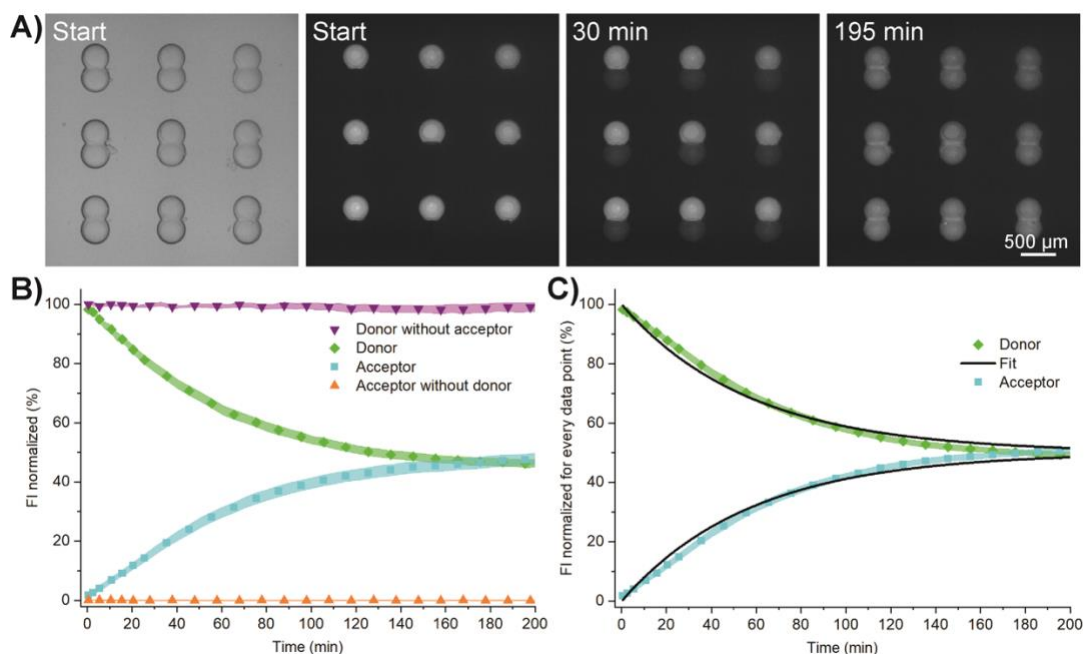 A) Start Start 30 min 195 min
500 µm
B)
FI normalized (%)
100
80
60
40
20
0
Donor without acceptor
Donor
Acceptor
Acceptor without donor
0 20 40 60 80 100 120 140 160 180 200
Time (min)
C)
FI normalized for every data point (%)
100
80
60
40
20
0
Donor
Fit
Acceptor
0 20 40 60 80 100 120 140 160 180 200
Time (min)